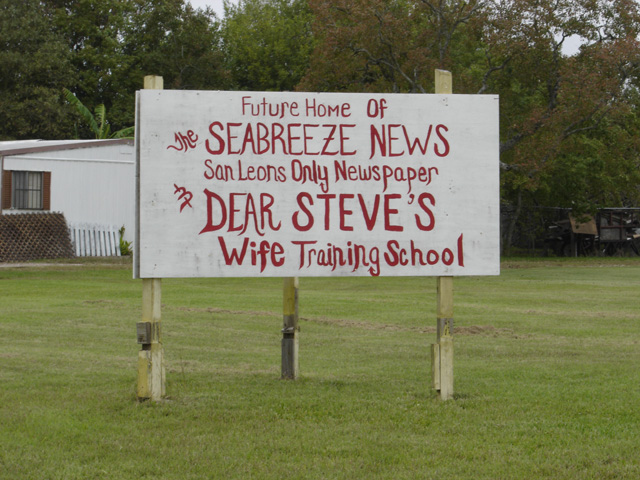 Future Home Of
the SEABREEZE NEWS
San Leons Only Newspaper
DEAR STEVE'S
Wife Training School